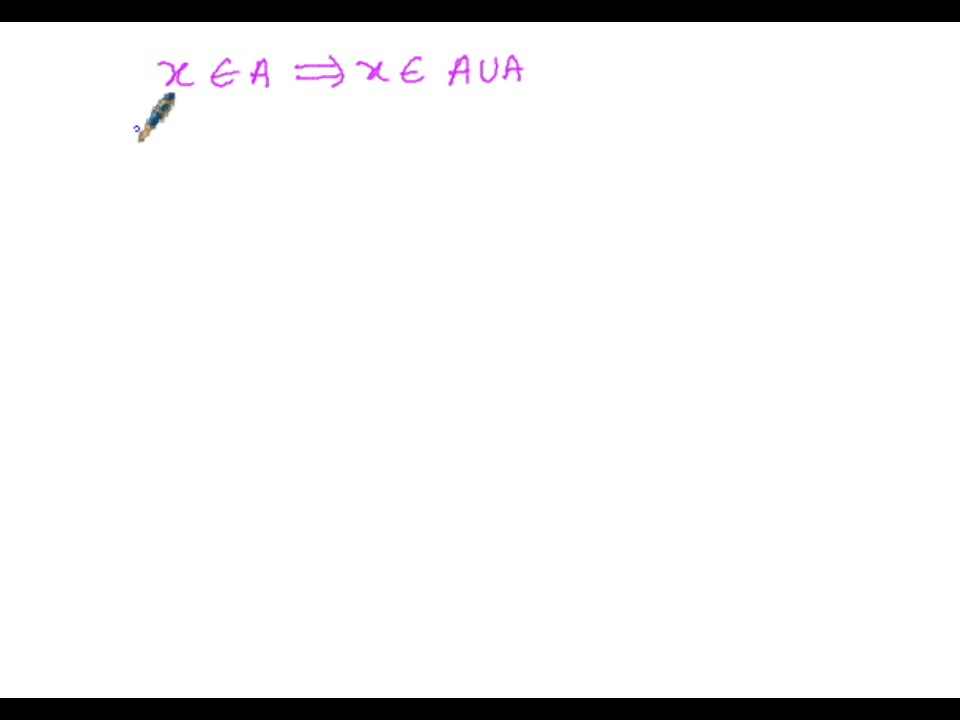 x ∈ A ⟹ x ∈ A ∪ A